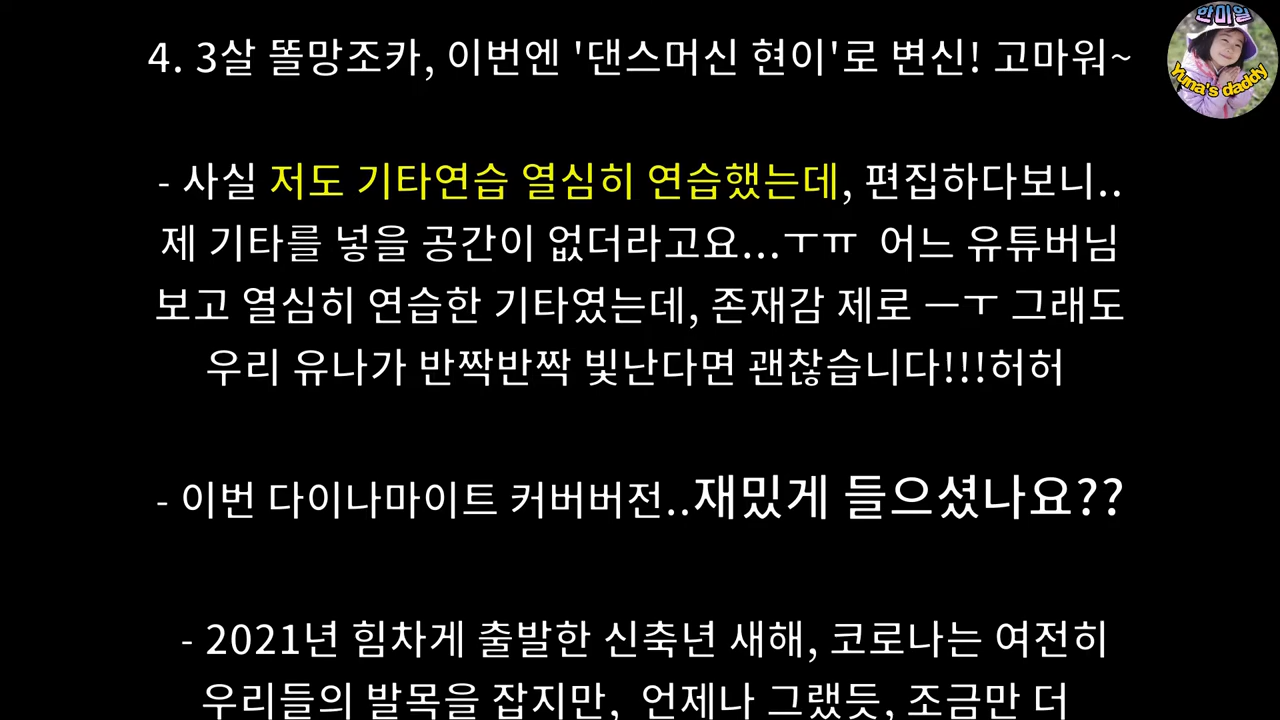 한미일
Yuna's daddy
4. 3살 똘망조카, 이번엔 '댄스머신 현이'로 변신! 고마워~
- 사실 저도 기타연습 열심히 연습했는데, 편집하다보니..
제 기타를 넣을 공간이 없더라고요...ㅜㅠ 어느 유튜버님
보고 열심히 연습한 기타였는데, 존재감 제로 ㅡㅜ 그래도
우리 유나가 반짝반짝 빛난다면 괜찮습니다!!!허허
- 이번 다이나마이트 커버버전..재밌게 들으셨나요??
- 2021년 힘차게 출발한 신축년 새해, 코로나는 여전히
우리들의 발목을 잡지만, 언제나 그랬듯, 조금만 더